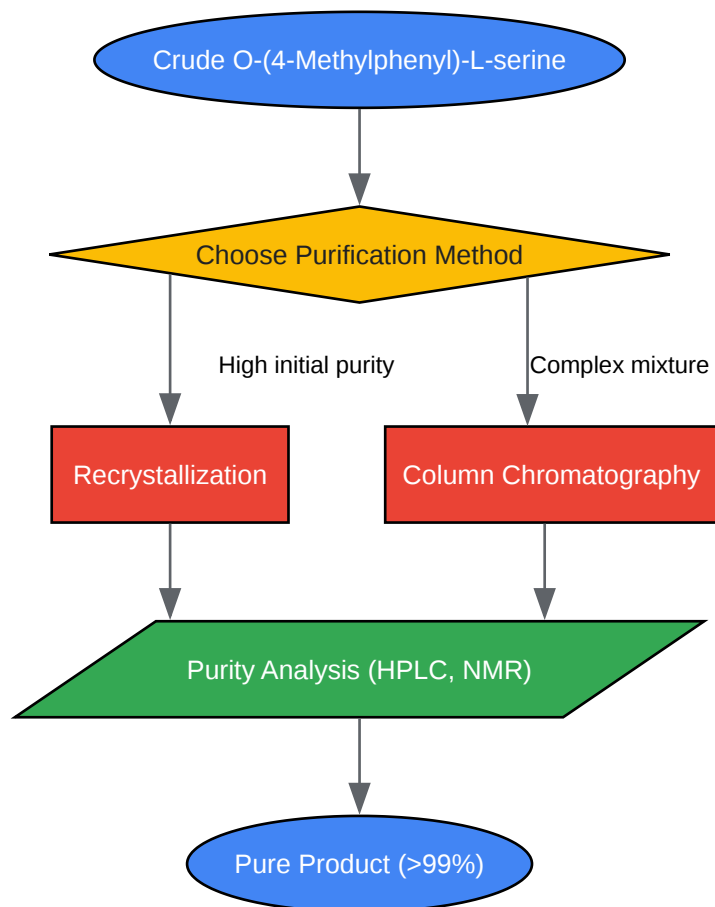 Crude O-(4-Methylphenyl)-L-serine
Choose Purification Method
High initial purity
Complex mixture
Recrystallization
Column Chromatography
Purity Analysis (HPLC, NMR)
Pure Product (>99%)